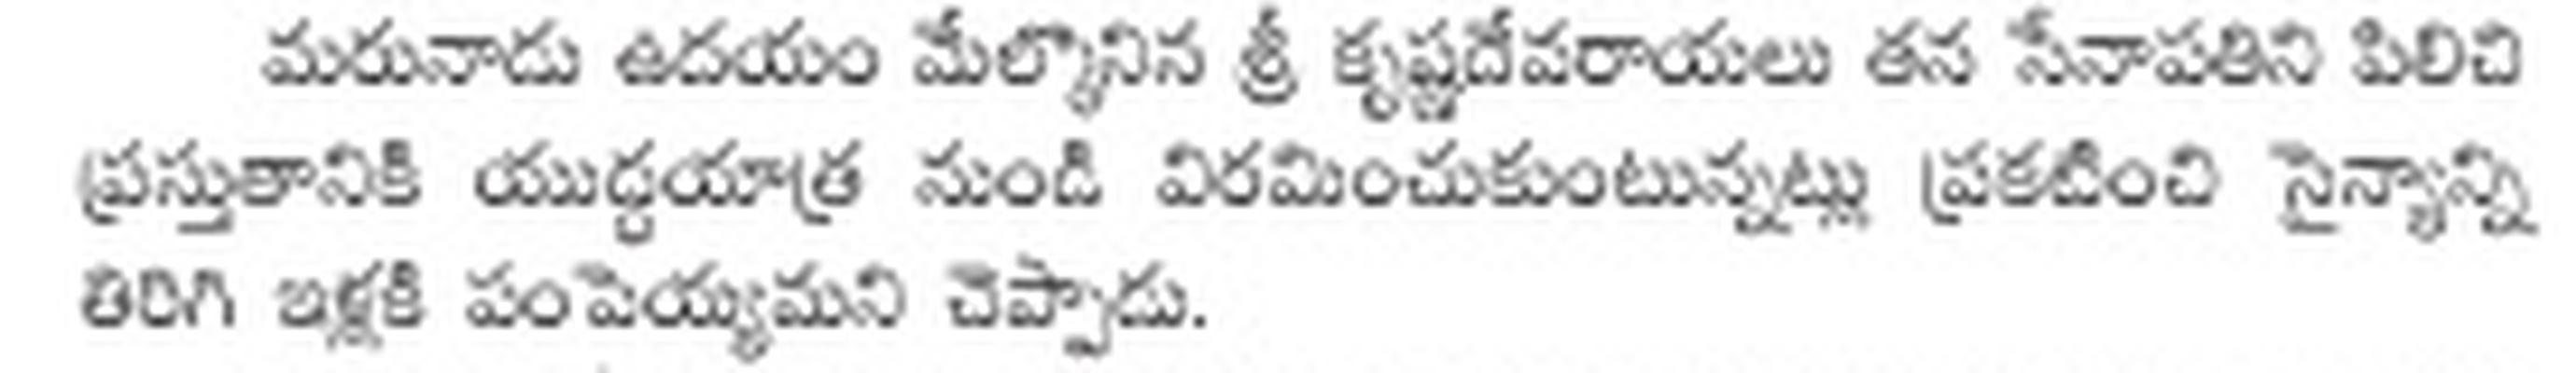 మరునాడు ఉదయం మేల్కొనిన శ్రీ కృష్ణదేవరాయలు తన సేనాపతిని పిలిచి
ప్రస్తుతానికి యుద్ధయాత్ర నుండి విరమించుకుంటున్నట్లు ప్రకటించి సైన్యాన్ని
తిరిగి ఇళ్లకి పంపెయ్యమని చెప్పాడు.